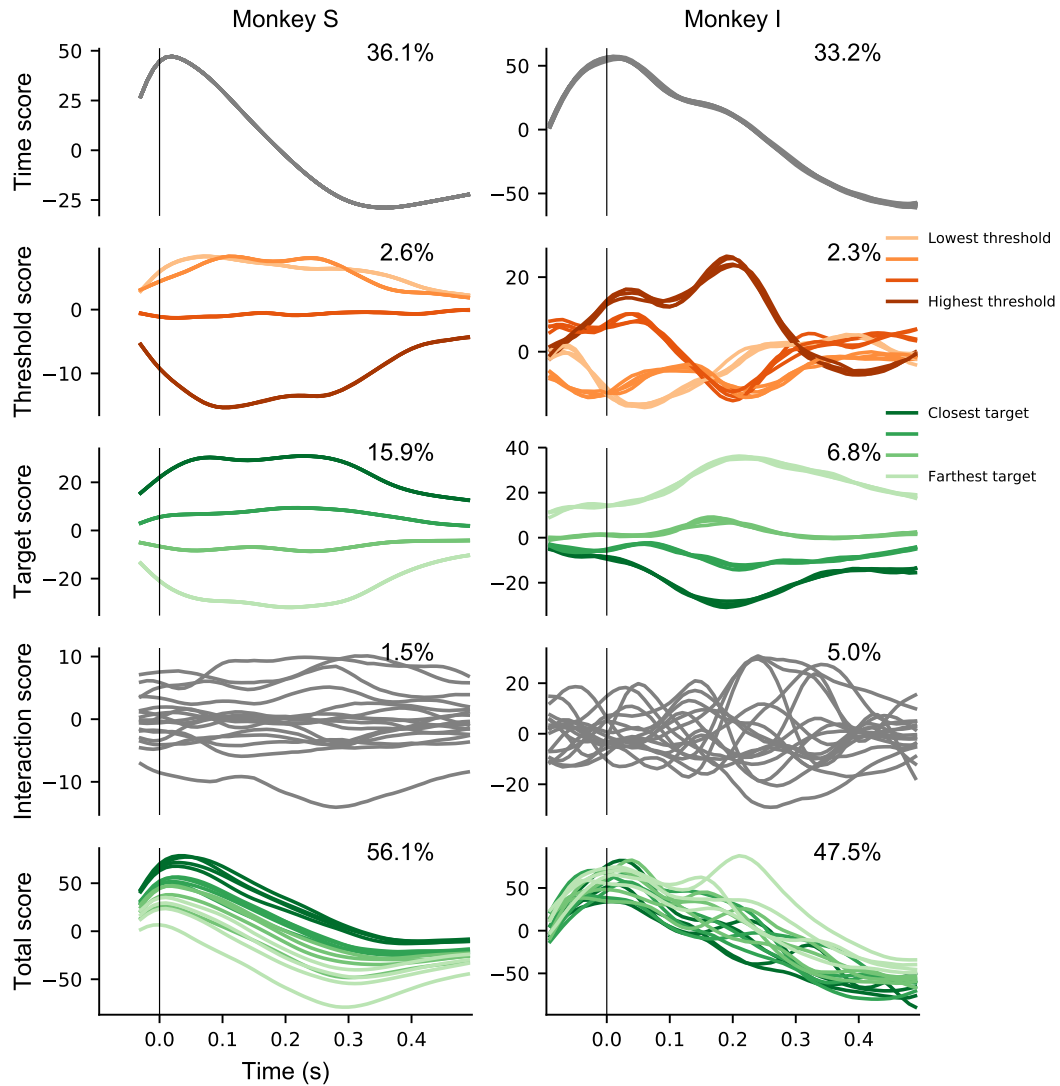 Monkey S
Monkey I
Time score
50
25
0
−25
36.1%
50
0
−50
33.2%
Threshold score
0
−10
2.6%
20
0
2.3%
Lowest threshold
Highest threshold
Target score
20
0
−20
15.9%
40
20
0
−20
6.8%
Closest target
Farthest target
Interaction score
10
0
−10
1.5%
20
0
−20
5.0%
Total score
50
0
−50
56.1%
50
0
−50
47.5%
0.0 0.1 0.2 0.3 0.4
0.0 0.1 0.2 0.3 0.4
Time (s)